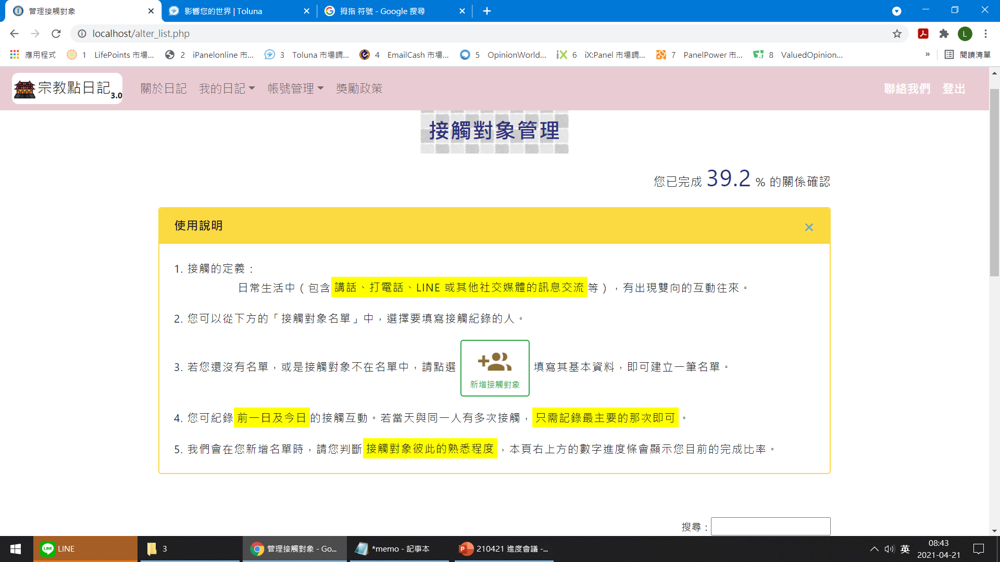 管理接觸對象
影響您的世界 | Toluna
拇指 符號 - Google 搜尋
localhost/alter_list.php
L
應用程式
1 LifePoints 市場...
2 iPanelonline 市...
3 Toluna 市場調...
4 EmailCash 市場...
5 OpinionWorld...
6 iX:Panel 市場調...
7 PanelPower 市...
8 ValuedOpinion...
»
閱讀清單
宗教點日記3.0
關於日記
我的日記
帳號管理
獎勵政策
聯絡我們
登出
接觸對象管理
您已完成 39.2 % 的關係確認
使用說明
1. 接觸的定義：
日常生活中（包含 講話、打電話、LINE 或其他社交媒體的訊息交流 等），有出現雙向的互動往來。
2. 您可以從下方的「接觸對象名單」中，選擇要填寫接觸紀錄的人。
3. 若您還沒有名單，或是接觸對象不在名單中，請點選 新增接觸對象 填寫其基本資料，即可建立一筆名單。
4. 您可紀錄 前一日及今日 的接觸互動。若當天與同一人有多次接觸， 只需記錄最主要的那次即可 。
5. 我們會在您新增名單時，請您判斷 接觸對象彼此的熟悉程度 ，本頁右上方的數字進度條會顯示您目前的完成比率。
搜尋：
LINE
3
管理接觸對象 - Go...
*memo - 記事本
210421 進度會議 -...
英
08:43
2021-04-21